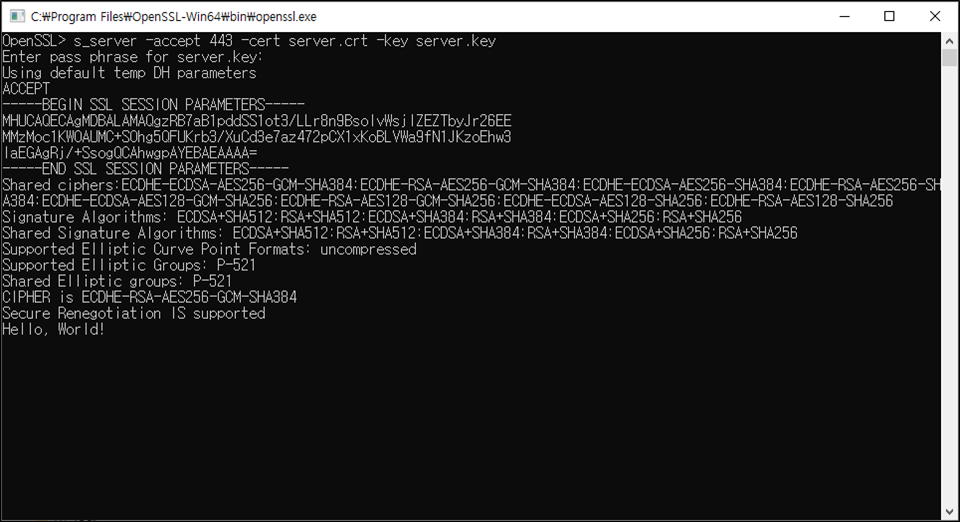 C:\Program Files\OpenSSL-Win64\bin\openssl.exe
OpenSSL> s_server -accept 443 -cert server.crt -key server.key
Enter pass phrase for server.key:
Using default temp DH parameters
ACCEPT
-----BEGIN SSL SESSION PARAMETERS-----
MHUCAQECAgMDBALAMAQgzRB7aB1pddSS1ot3/LLr8n9BsolvWsjlZEZTbyJr26EE
MMzMoc1KWOAUMC+SOhg5QFUKrb3/XuCd3e7az472pCX1xKoBLVWa9fN1JKzoEhw3
IaEGAgRj/+SsogQCAhwgpAYEBAEAAAA=
-----END SSL SESSION PARAMETERS-----
Shared ciphers:ECDHE-ECDSA-AES256-GCM-SHA384:ECDHE-RSA-AES256-GCM-SHA384:ECDHE-ECDSA-AES256-SHA384:ECDHE-RSA-AES256-SH
A384:ECDHE-ECDSA-AES128-GCM-SHA256:ECDHE-RSA-AES128-GCM-SHA256:ECDHE-ECDSA-AES128-SHA256:ECDHE-RSA-AES128-SHA256
Signature Algorithms: ECDSA+SHA512:RSA+SHA512:ECDSA+SHA384:RSA+SHA384:ECDSA+SHA256:RSA+SHA256
Shared Signature Algorithms: ECDSA+SHA512:RSA+SHA512:ECDSA+SHA384:RSA+SHA384:ECDSA+SHA256:RSA+SHA256
Supported Elliptic Curve Point Formats: uncompressed
Supported Elliptic Groups: P-521
Shared Elliptic groups: P-521
CIPHER is ECDHE-RSA-AES256-GCM-SHA384
Secure Renegotiation IS supported
Hello, World!